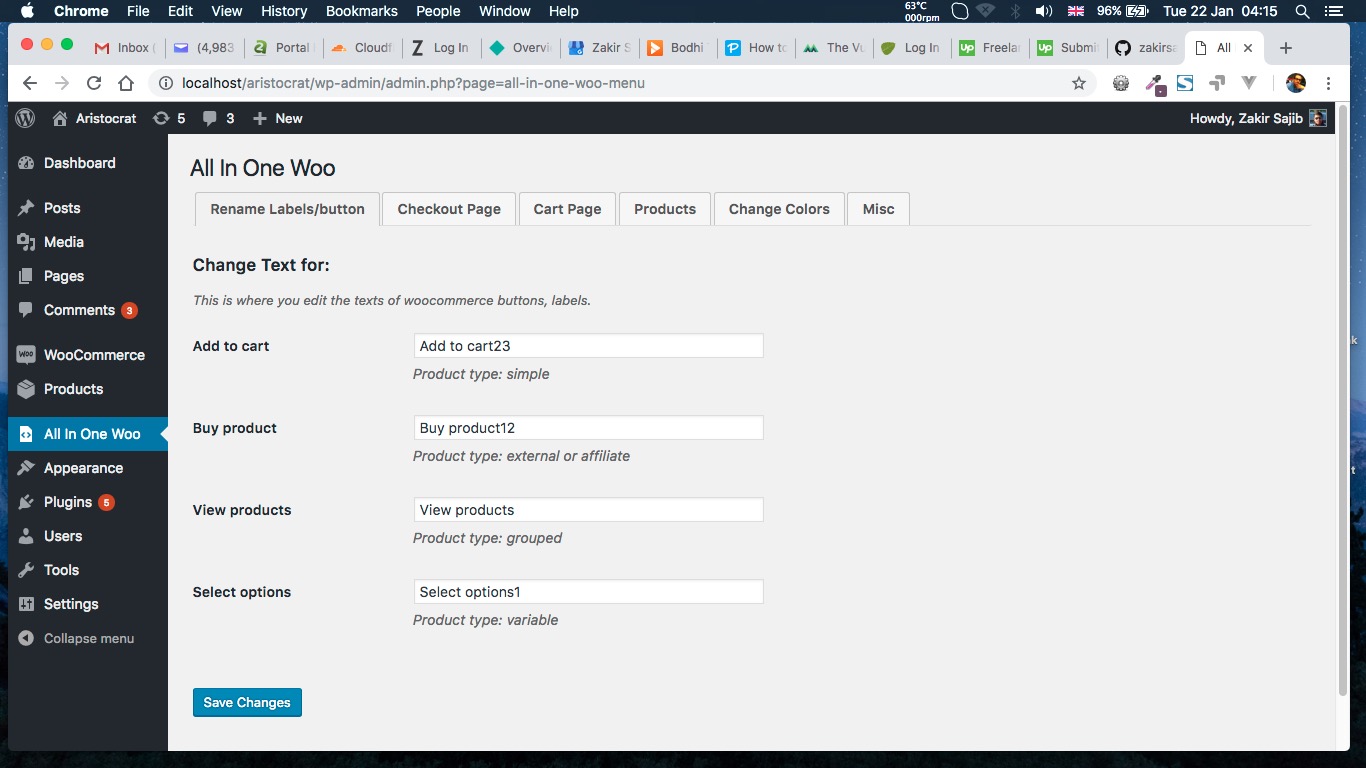 Chrome File Edit View History Bookmarks People Window Help 63°C 000rpm 96% Tue 22 Jan 04:15
Inbox (4,983 Portal Cloudf Log In Overvi Zakir S Bodhi How to The Vu Log In Freelan Submit zakirsa All
localhost/aristocrat/wp-admin/admin.php?page=all-in-one-woo-menu
Aristocrat 5 3 New Howdy, Zakir Sajib
Dashboard
Posts
Media
Pages
Comments 3
WooCommerce
Products
All In One Woo
Appearance
Plugins 5
Users
Tools
Settings
Collapse menu
All In One Woo
Rename Labels/button Checkout Page Cart Page Products Change Colors Misc
Change Text for:
This is where you edit the texts of woocommerce buttons, labels.
Add to cart Add to cart23
Product type: simple
Buy product Buy product12
Product type: external or affiliate
View products View products
Product type: grouped
Select options Select options1
Product type: variable
Save Changes